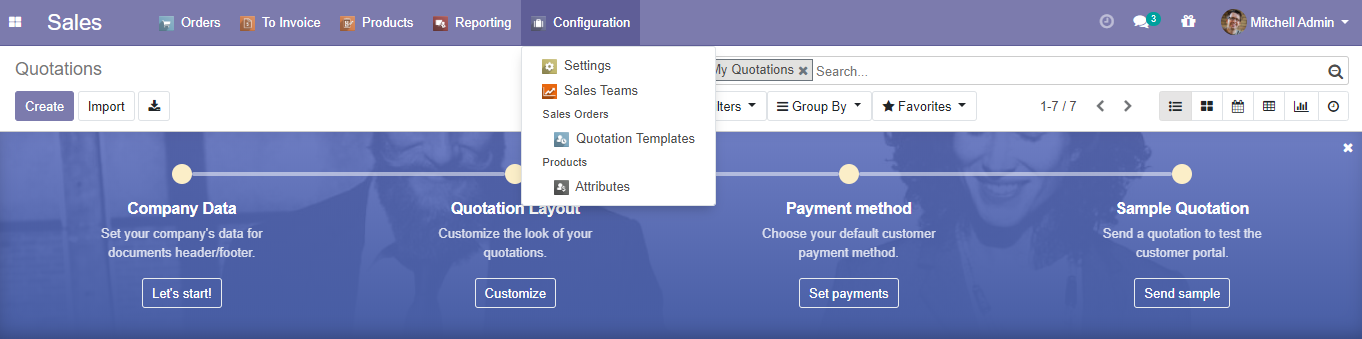 Sales Orders To Invoice Products Reporting Configuration 3 Mitchell Admin
Quotations
Settings
Sales Teams
Sales Orders
Quotation Templates
Products
Attributes
My Quotations Search...
Create Import
Group By Favorites 1-7 / 7
Company Data
Set your company's data for
documents header/footer.
Let's start!
Quotation Layout
Customize the look of your
quotations.
Customize
Payment method
Choose your default customer
payment method.
Set payments
Sample Quotation
Send a quotation to test the
customer portal.
Send sample